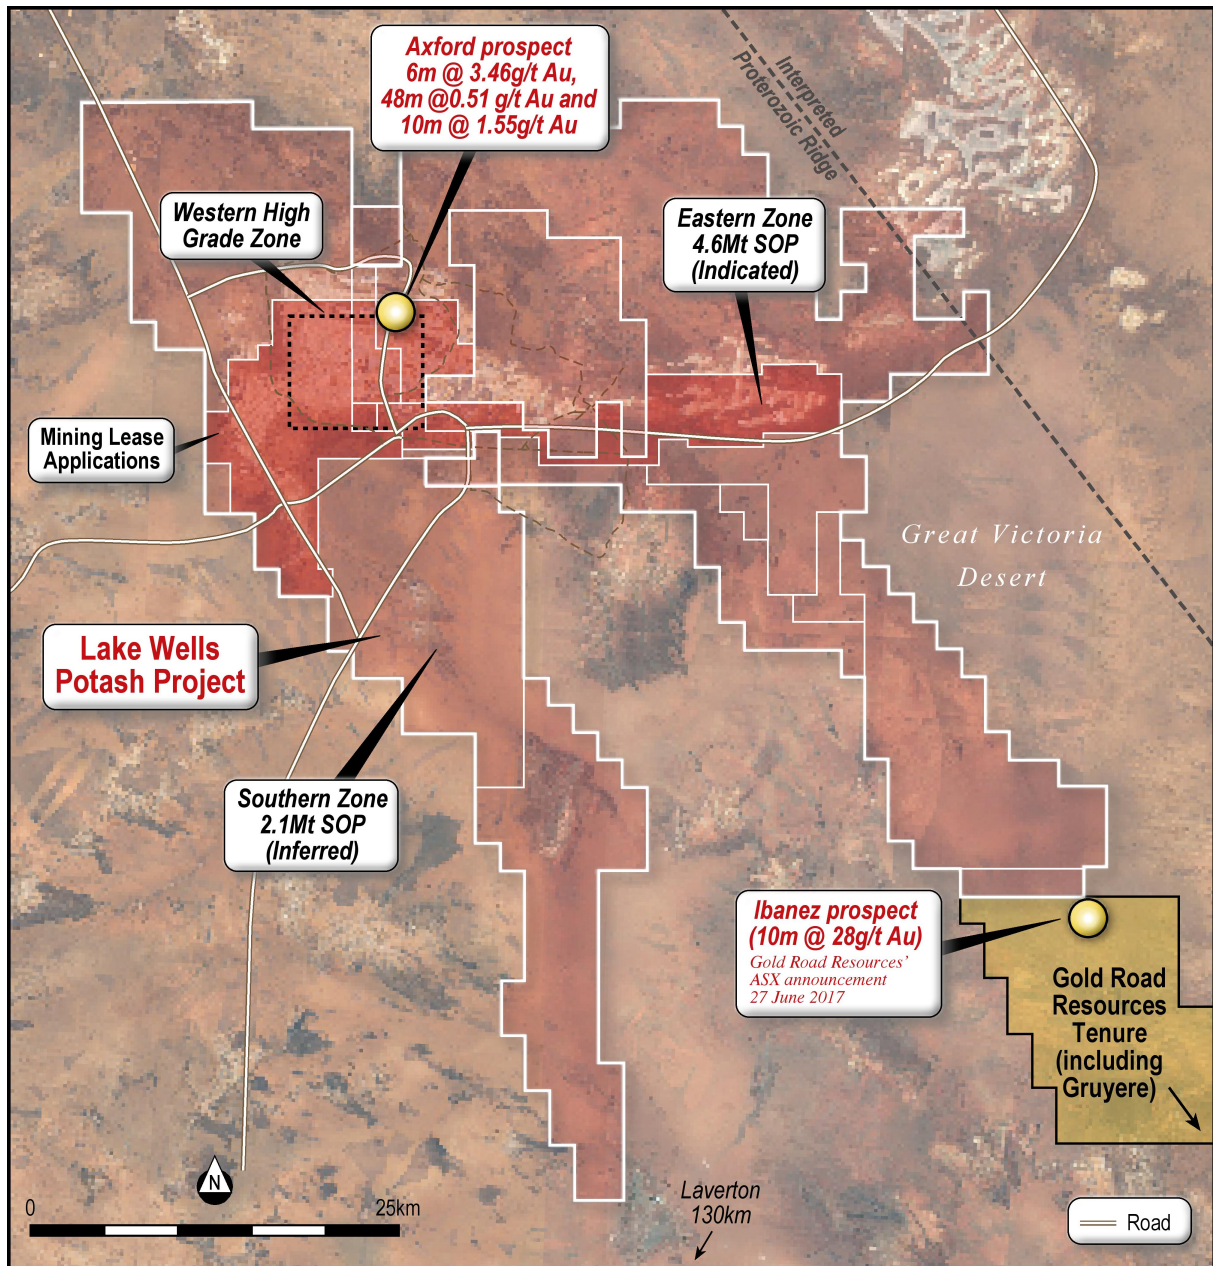 Axford prospect
6m @ 3.46g/t Au,
48m @0.51 g/t Au and
10m @ 1.55g/t Au
Interpreted
Proterozoic Ridge
Western High
Grade Zone
Eastern Zone
4.6Mt SOP
(Indicated)
Mining Lease
Applications
Great Victoria
Desert
Lake Wells
Potash Project
Southern Zone
2.1Mt SOP
(Inferred)
Ibanez prospect
(10m @ 28g/t Au)
Gold Road Resources'
ASX announcement
27 June 2017
Gold Road
Resources
Tenure
(including
Gruyere)
N
0
25km
Laverton
130km
Road